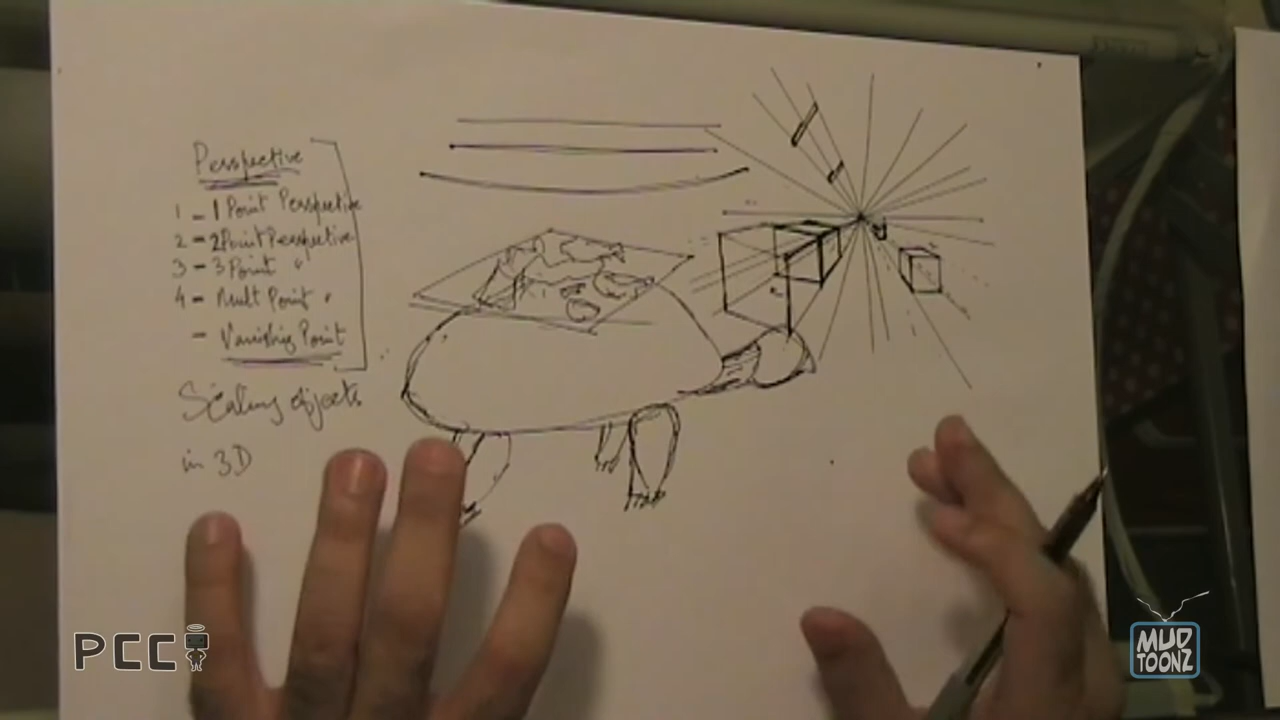 Perspective
1 - 1 Point Perspective
2 - 2 Point Perspective
3 - 3 Point "
4 - Mult Point "
- Vanishing Point
Scaling objects
in 3D
PCC
MUD
TOONZ